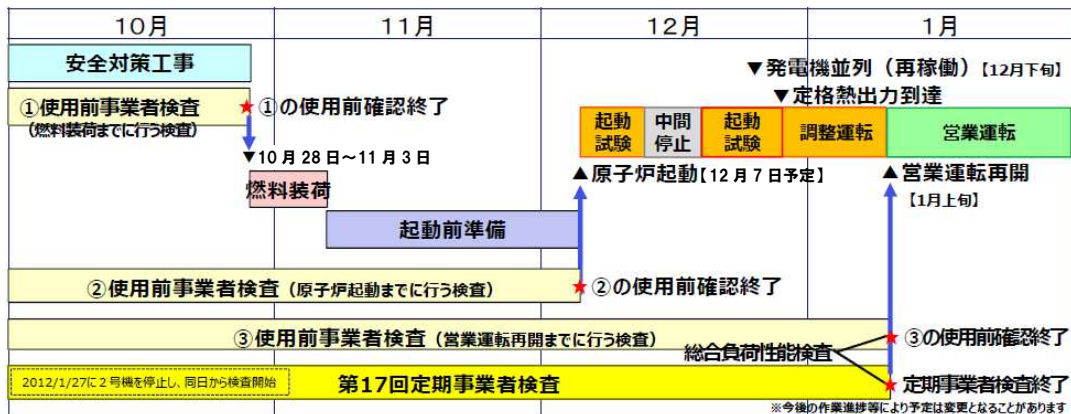 10月 11月 12月 1月
安全対策工事
▼発電機並列（再稼働）【12月下旬】
①使用前事業者検査
（燃料装荷までに行う検査）
★①の使用前確認終了
▼定格熱出力到達
起動
試験
中間
停止
起動
試験
調整運転
営業運転
▼10月28日～11月3日
▲原子炉起動【12月7日予定】
▲営業運転再開
【1月上旬】
燃料装荷
起動前準備
②使用前事業者検査（原子炉起動までに行う検査）
★②の使用前確認終了
③使用前事業者検査（営業運転再開までに行う検査）
★③の使用前確認終了
総合負荷性能検査
2012/1/27に２号機を停止し、同日から検査開始
第17回定期事業者検査
★定期事業者検査終了
※今後の作業進捗等により予定は変更となることがあります